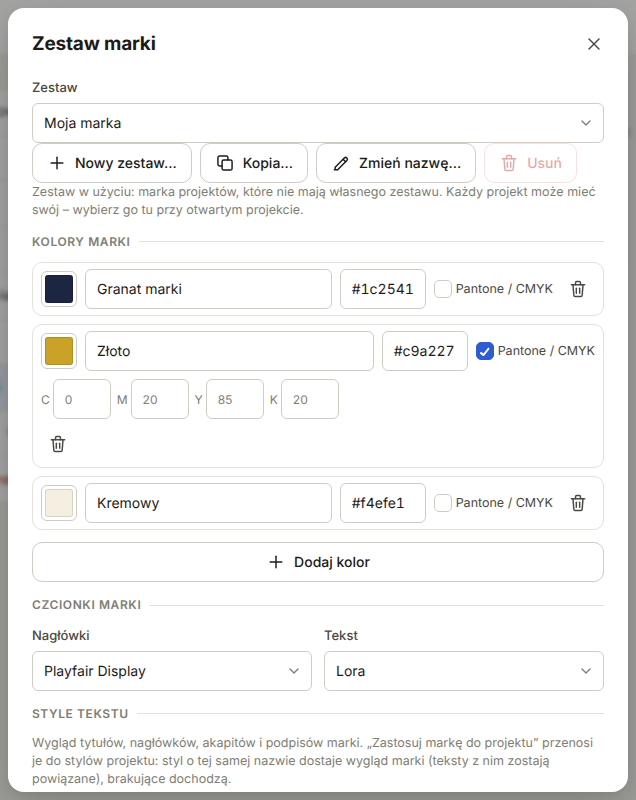 Zestaw marki
Zestaw
Moja marka
Nowy zestaw...
Kopia...
Zmień nazwę...
Usuń
Zestaw w użyciu: marka projektów, które nie mają własnego zestawu. Każdy projekt może mieć
swój – wybierz go tu przy otwartym projekcie.
KOLORY MARKI
Granat marki #1c2541 Pantone / CMYK
Złoto #c9a227 Pantone / CMYK
C 0 M 20 Y 85 K 20
Kremowy #f4efe1 Pantone / CMYK
Dodaj kolor
CZCIONKI MARKI
Nagłówki Tekst
Playfair Display Lora
STYLE TEKSTU
Wygląd tytułów, nagłówków, akapitów i podpisów marki. „Zastosuj markę do projektu” przenosi
je do stylów projektu: styl o tej samej nazwie dostaje wygląd marki (teksty z nim zostają
powiązane), brakujące dochodzą.